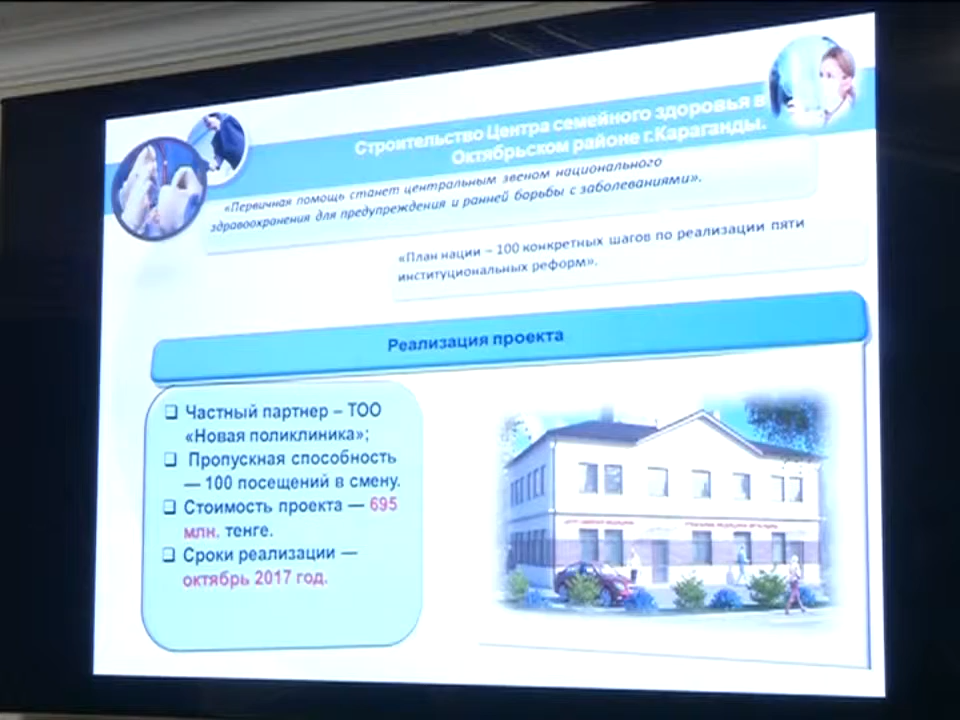 Строительство Центра семейного здоровья в
Октябрьском районе г.Караганды.
«Первичная помощь станет центральным звеном национального
здравоохранения для предупреждения и ранней борьбы с заболеваниями».
«План нации – 100 конкретных шагов по реализации пяти
институциональных реформ».
Реализация проекта
❑ Частный партнер – ТОО
«Новая поликлиника»;
❑ Пропускная способность
— 100 посещений в смену.
❑ Стоимость проекта — 695
млн. тенге.
❑ Сроки реализации —
октябрь 2017 год.